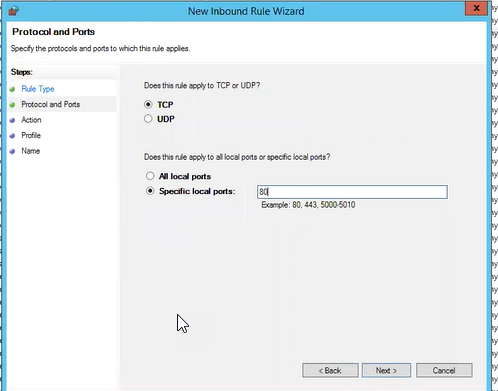 New Inbound Rule Wizard
x
Protocol and Ports
Specify the protocols and ports to which this rule applies.
Steps:
Rule Type
Protocol and Ports
Action
Profile
Name
Does this rule apply to TCP or UDP?
TCP
UDP
Does this rule apply to all local ports or specific local ports?
All local ports
Specific local ports:
80
Example: 80, 443, 5000-5010
< Back
Next >
Cancel